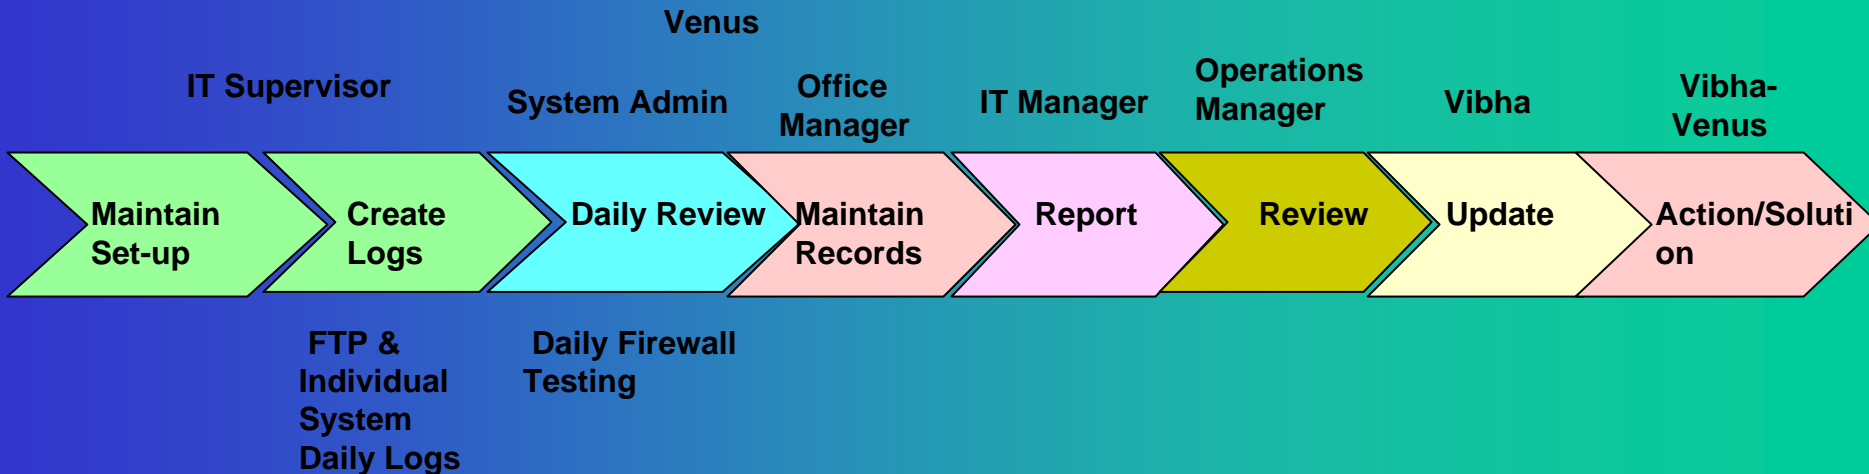 Venus
IT Supervisor
System Admin
Office
Manager
IT Manager
Operations
Manager
Vibha
Vibha-
Venus
Maintain
Set-up
Create
Logs
Daily Review
Maintain
Records
Report
Review
Update
Action/Soluti
on
FTP &
Individual
System
Daily Logs
Daily Firewall
Testing